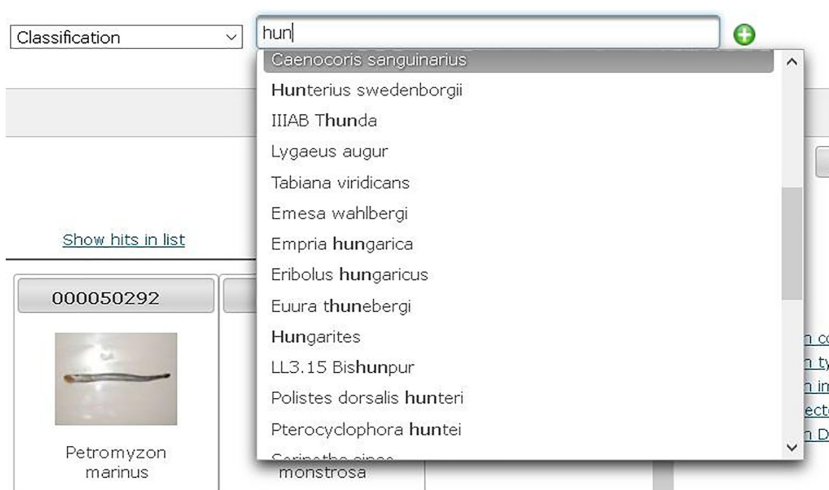 Classification
hun
Caenocoris sanguinarius
Hunterius swedenborgii
IIIAB Thunda
Lygaeus augur
Tabiana viridicans
Emesa wahlbergi
Empria hungarica
Eribolus hungaricus
Euura thunebergi
Hungarites
LL3.15 Bishunpur
Polistes dorsalis hunteri
Pterocyclophora huntei
Show hits in list
000050292
Petromyzon
marinus
monstrosa